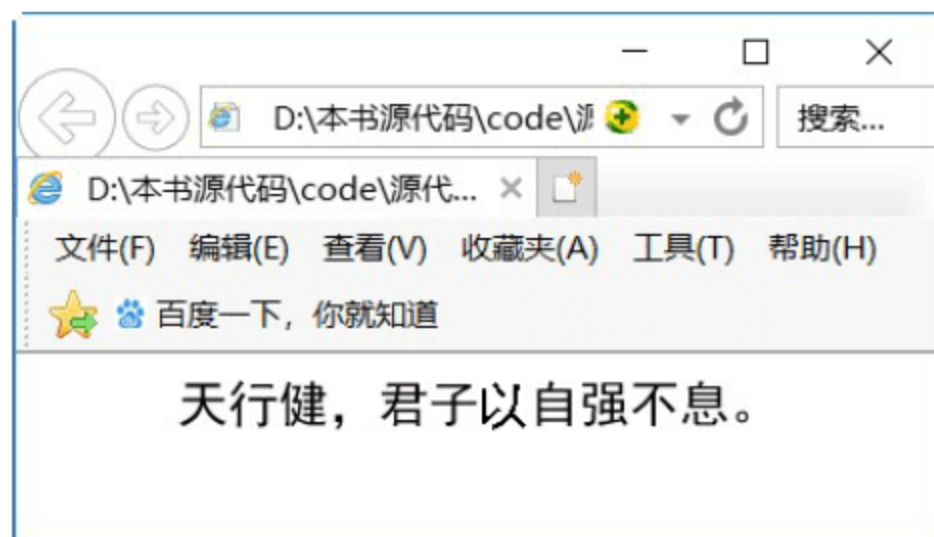 D:\本书源代码\code\源 搜索...
D:\本书源代码\code\源代...
文件(F) 编辑(E) 查看(V) 收藏夹(A) 工具(T) 帮助(H)
百度一下，你就知道
天行健，君子以自强不息。